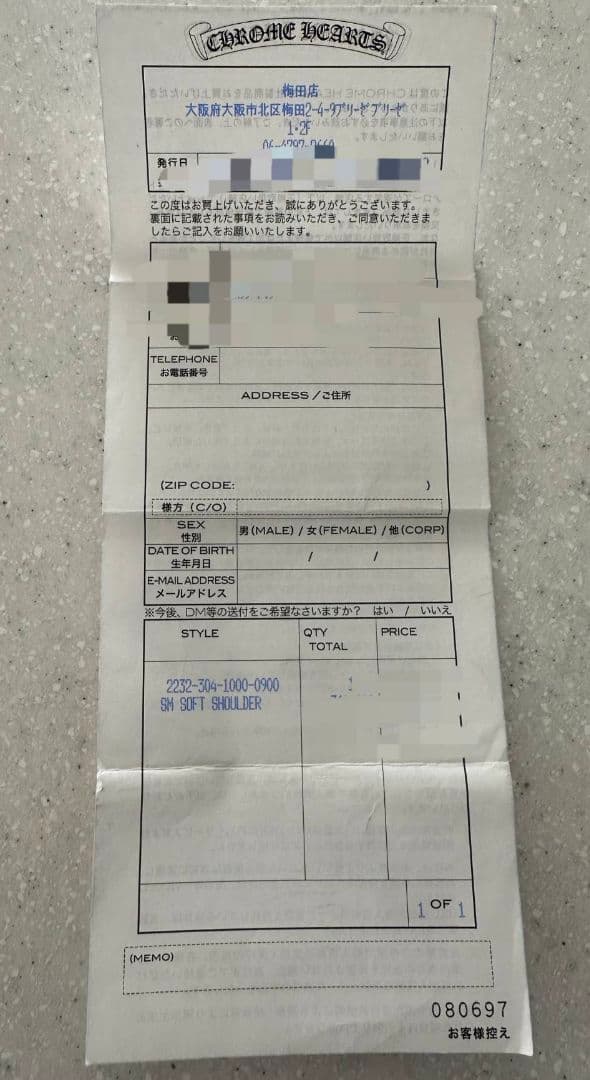 CHROME HEARTS
梅田店
大阪府大阪市北区梅田2-4-9ブリーゼブリーゼ
1・2F
発行日
この度はお買上げいただき、誠にありがとうございます。
裏面に記載された事項をお読みいただき、ご同意いただきま
したらご記入をお願いいたします。
TELEPHONE
お電話番号
ADDRESS/ご住所
(ZIP CODE: )
様方 (C/O)
SEX
性別
男(MALE) / 女(FEMALE) / 他(CORP)
DATE OF BIRTH
生年月日
/ /
E-MAIL ADDRESS
メールアドレス
※今後、DM等の送付をご希望なさいますか? はい / いいえ
STYLE QTY PRICE
TOTAL
2232-304-1000-0900 1
SM SOFT SHOULDER
1 OF 1
(MEMO)
080697
お客様控え